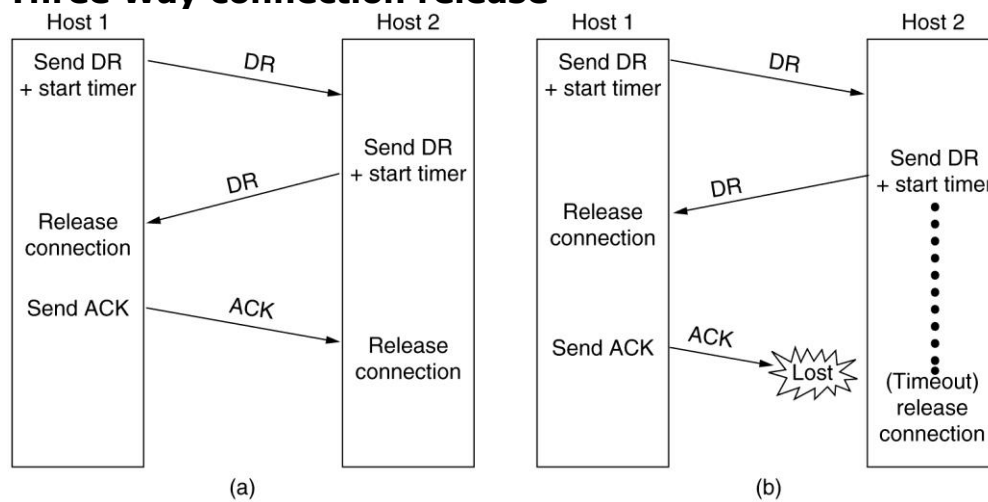 Three-way connection release
Host 1
Host 2
Send DR
+ start timer
DR
Send DR
+ start timer
DR
Release
connection
Send ACK
ACK
Release
connection
(a)
Host 1
Host 2
Send DR
+ start timer
DR
Send DR
+ start timer
DR
Release
connection
Send ACK
ACK
Lost
(Timeout)
release
connection
(b)